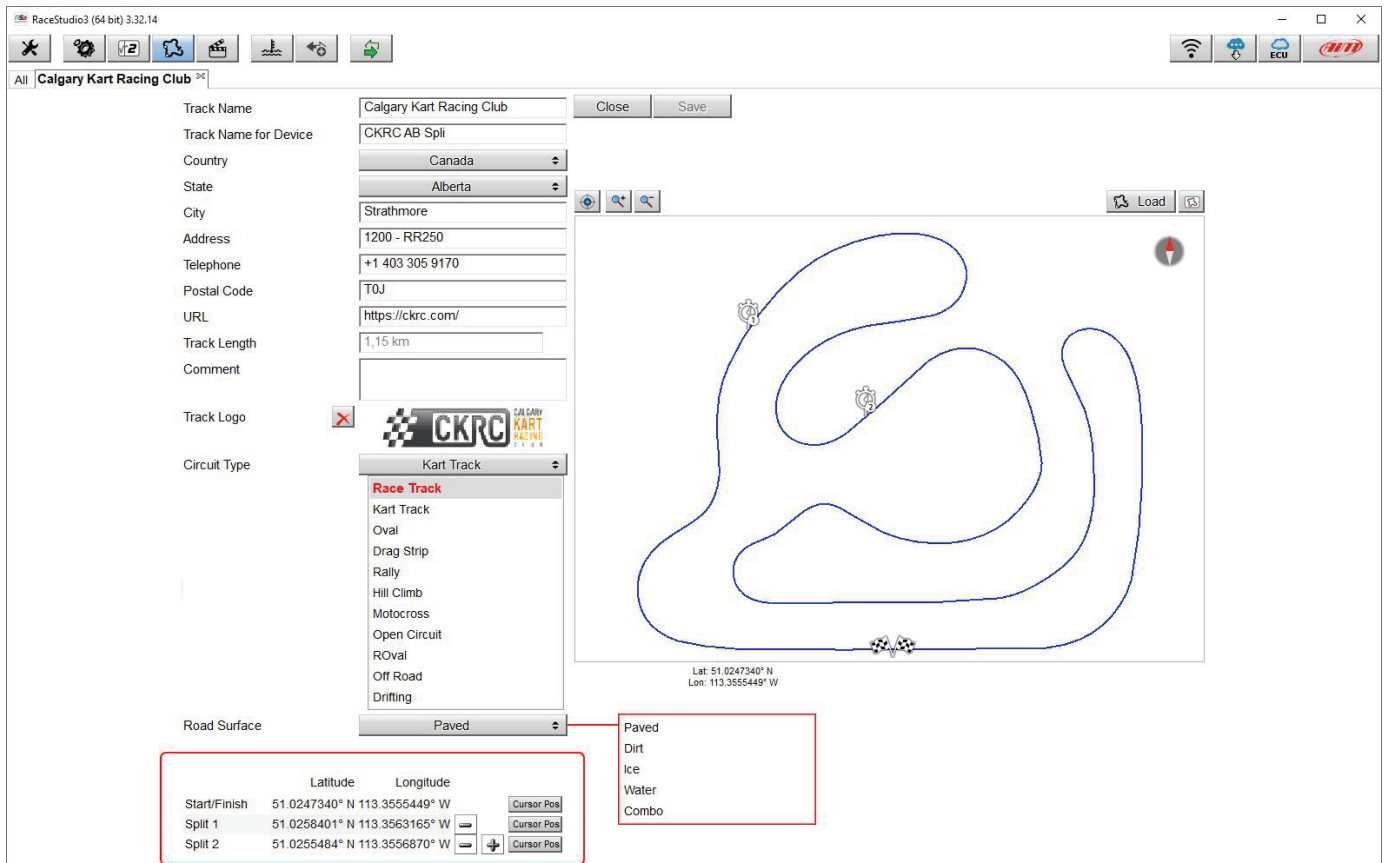 RaceStudio3 (64 bit) 3.32.14
ECU
AiM
All Calgary Kart Racing Club
Track Name Calgary Kart Racing Club Close Save
Track Name for Device CKRC AB Spli
Country Canada
State Alberta
City Strathmore
Load
Address 1200 - RR250
Telephone +1 403 305 9170
Postal Code T0J
URL https://ckrc.com/
Track Length 1,15 km
Comment
Track Logo CKRC CALGARY KART RACING CLUB
Circuit Type Kart Track
Race Track
Kart Track
Oval
Drag Strip
Rally
Hill Climb
Motocross
Open Circuit
ROval
Off Road
Drifting
1
2
Lat: 51.0247340° N
Lon: 113.3555449° W
Road Surface Paved
Paved
Dirt
Ice
Water
Combo
Latitude Longitude
Start/Finish 51.0247340° N 113.3555449° W Cursor Pos
Split 1 51.0258401° N 113.3563165° W Cursor Pos
Split 2 51.0255484° N 113.3556870° W Cursor Pos